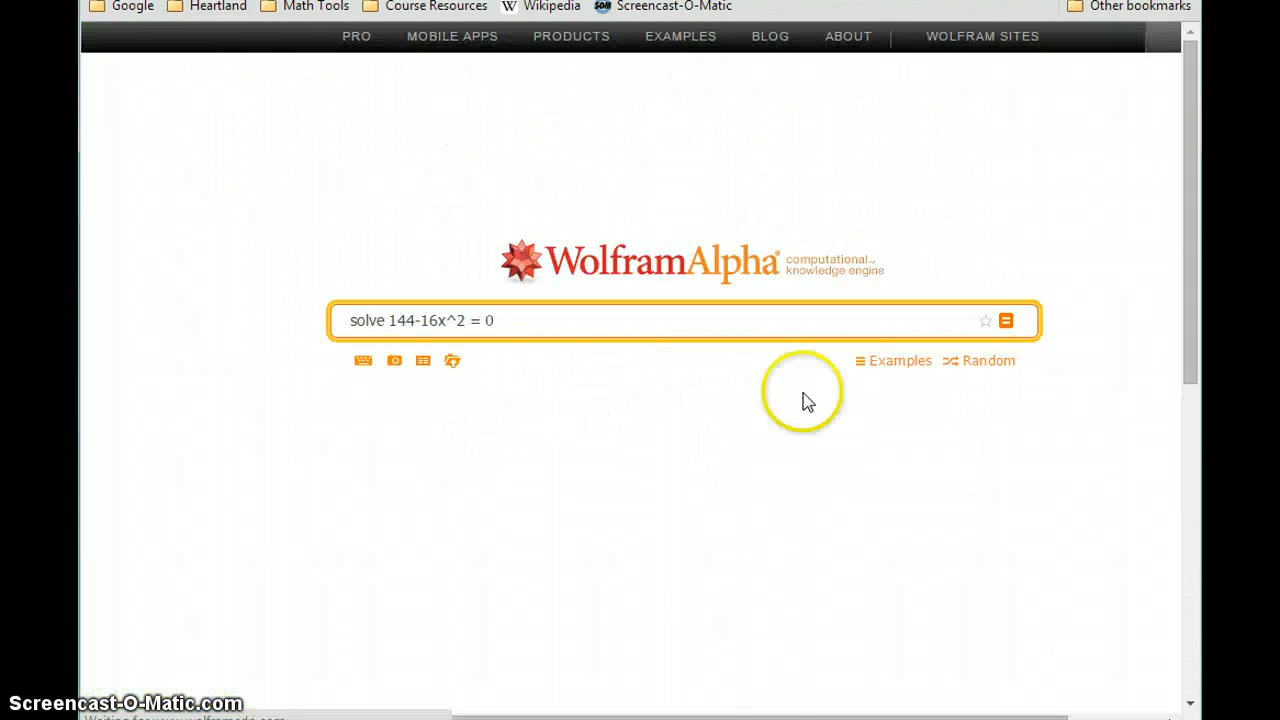 Google Heartland Math Tools Course Resources W Wikipedia SOM Screencast-O-Matic Other bookmarks
PRO MOBILE APPS PRODUCTS EXAMPLES BLOG ABOUT WOLFRAM SITES
WolframAlpha computational...
knowledge engine
solve 144-16x^2 = 0
Examples Random
Screencast-O-Matic.com